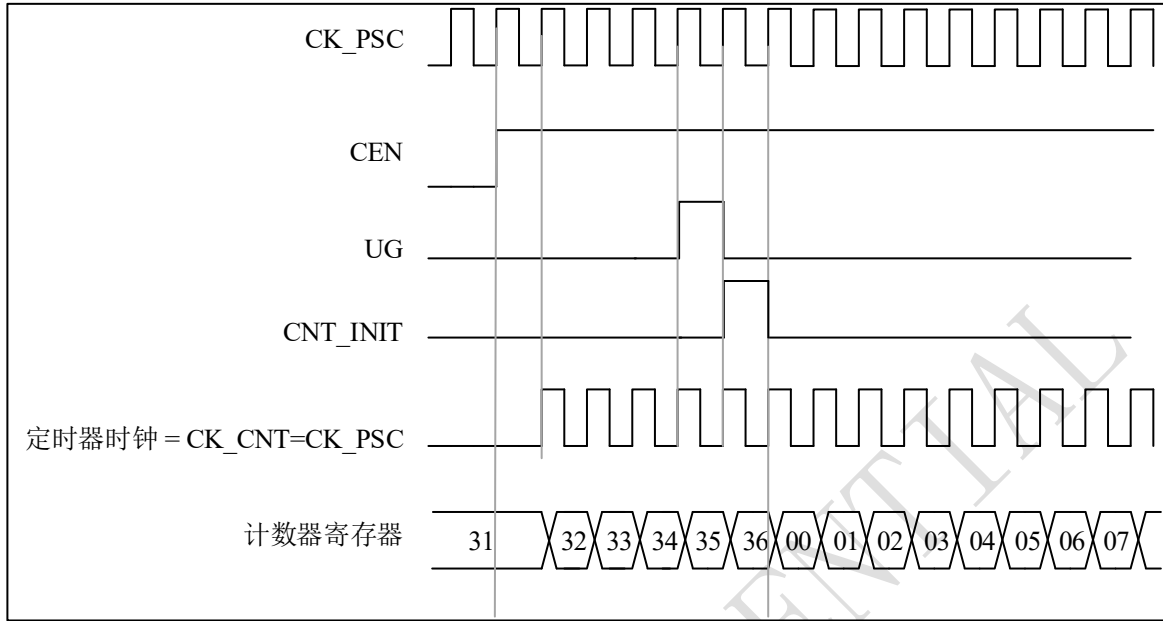 CK_PSC
CEN
UG
CNT_INIT
定时器时钟 = CK_CNT=CK_PSC
计数器寄存器 31 32 33 34 35 36 00 01 02 03 04 05 06 07
ENTIAL